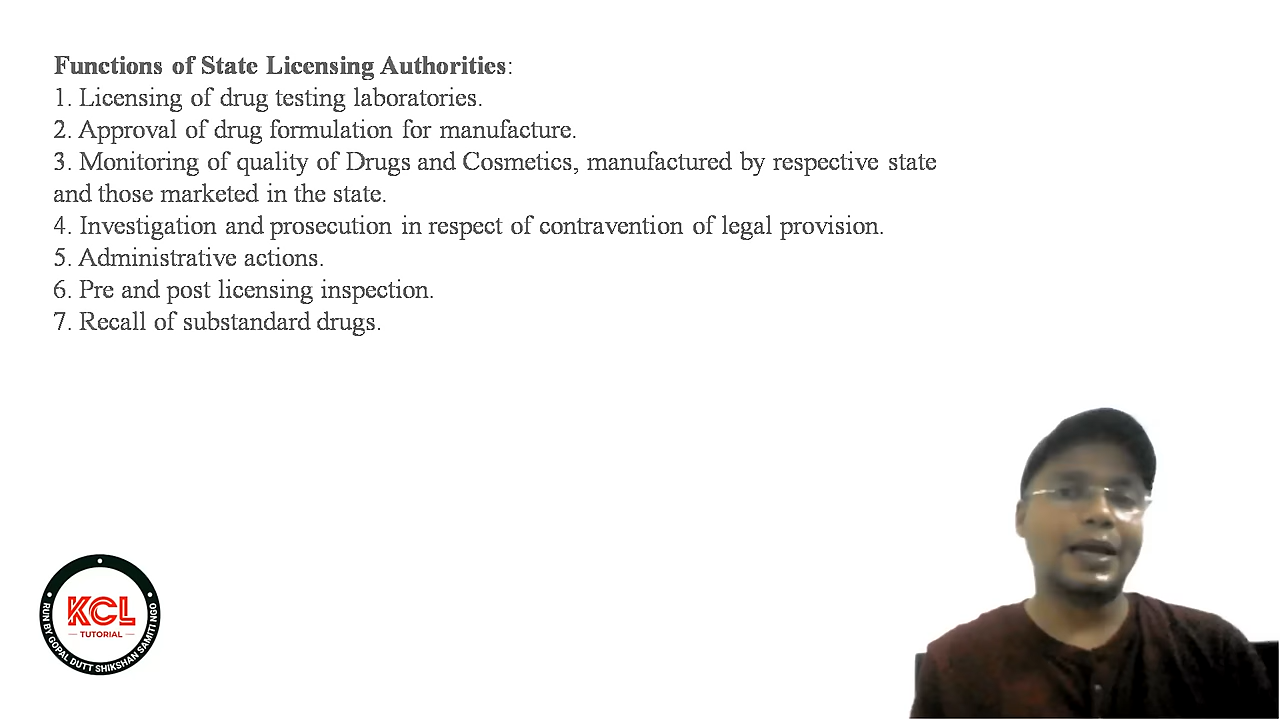 Functions of State Licensing Authorities:
1. Licensing of drug testing laboratories.
2. Approval of drug formulation for manufacture.
3. Monitoring of quality of Drugs and Cosmetics, manufactured by respective state
and those marketed in the state.
4. Investigation and prosecution in respect of contravention of legal provision.
5. Administrative actions.
6. Pre and post licensing inspection.
7. Recall of substandard drugs.
KCL
TUTORIAL
RUN BY GOPAL DUTT SHIKSHAN SAMITI NGO